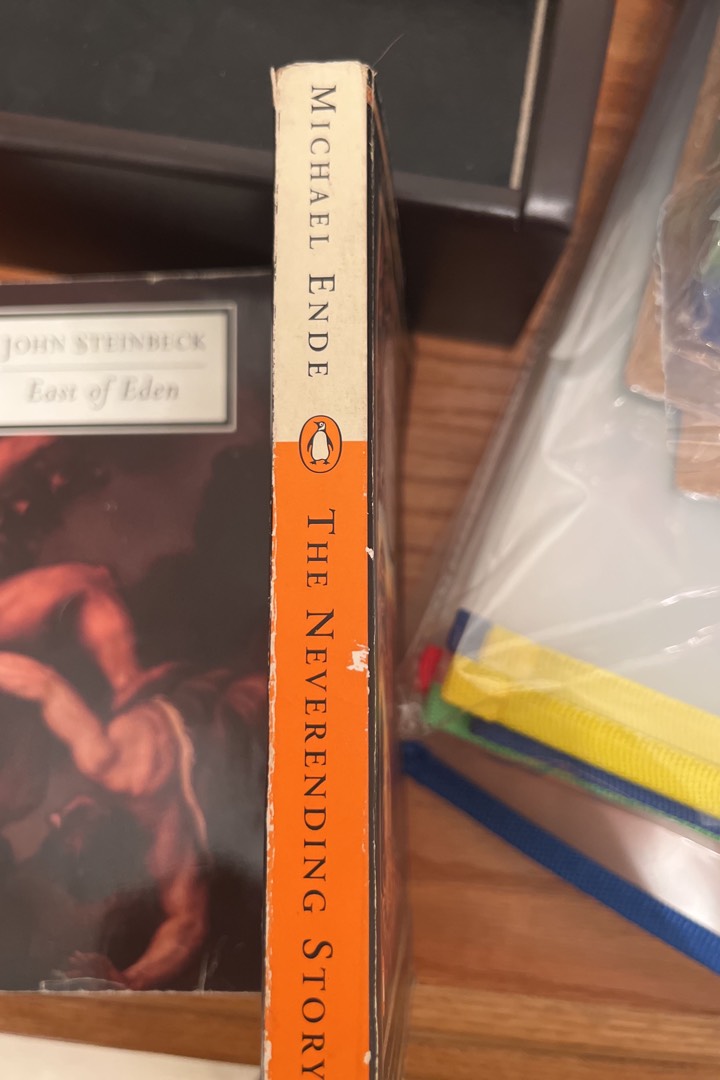 JOHN STEINBECK
East of Eden
MICHAEL ENDE
THE NEVERENDING STORY